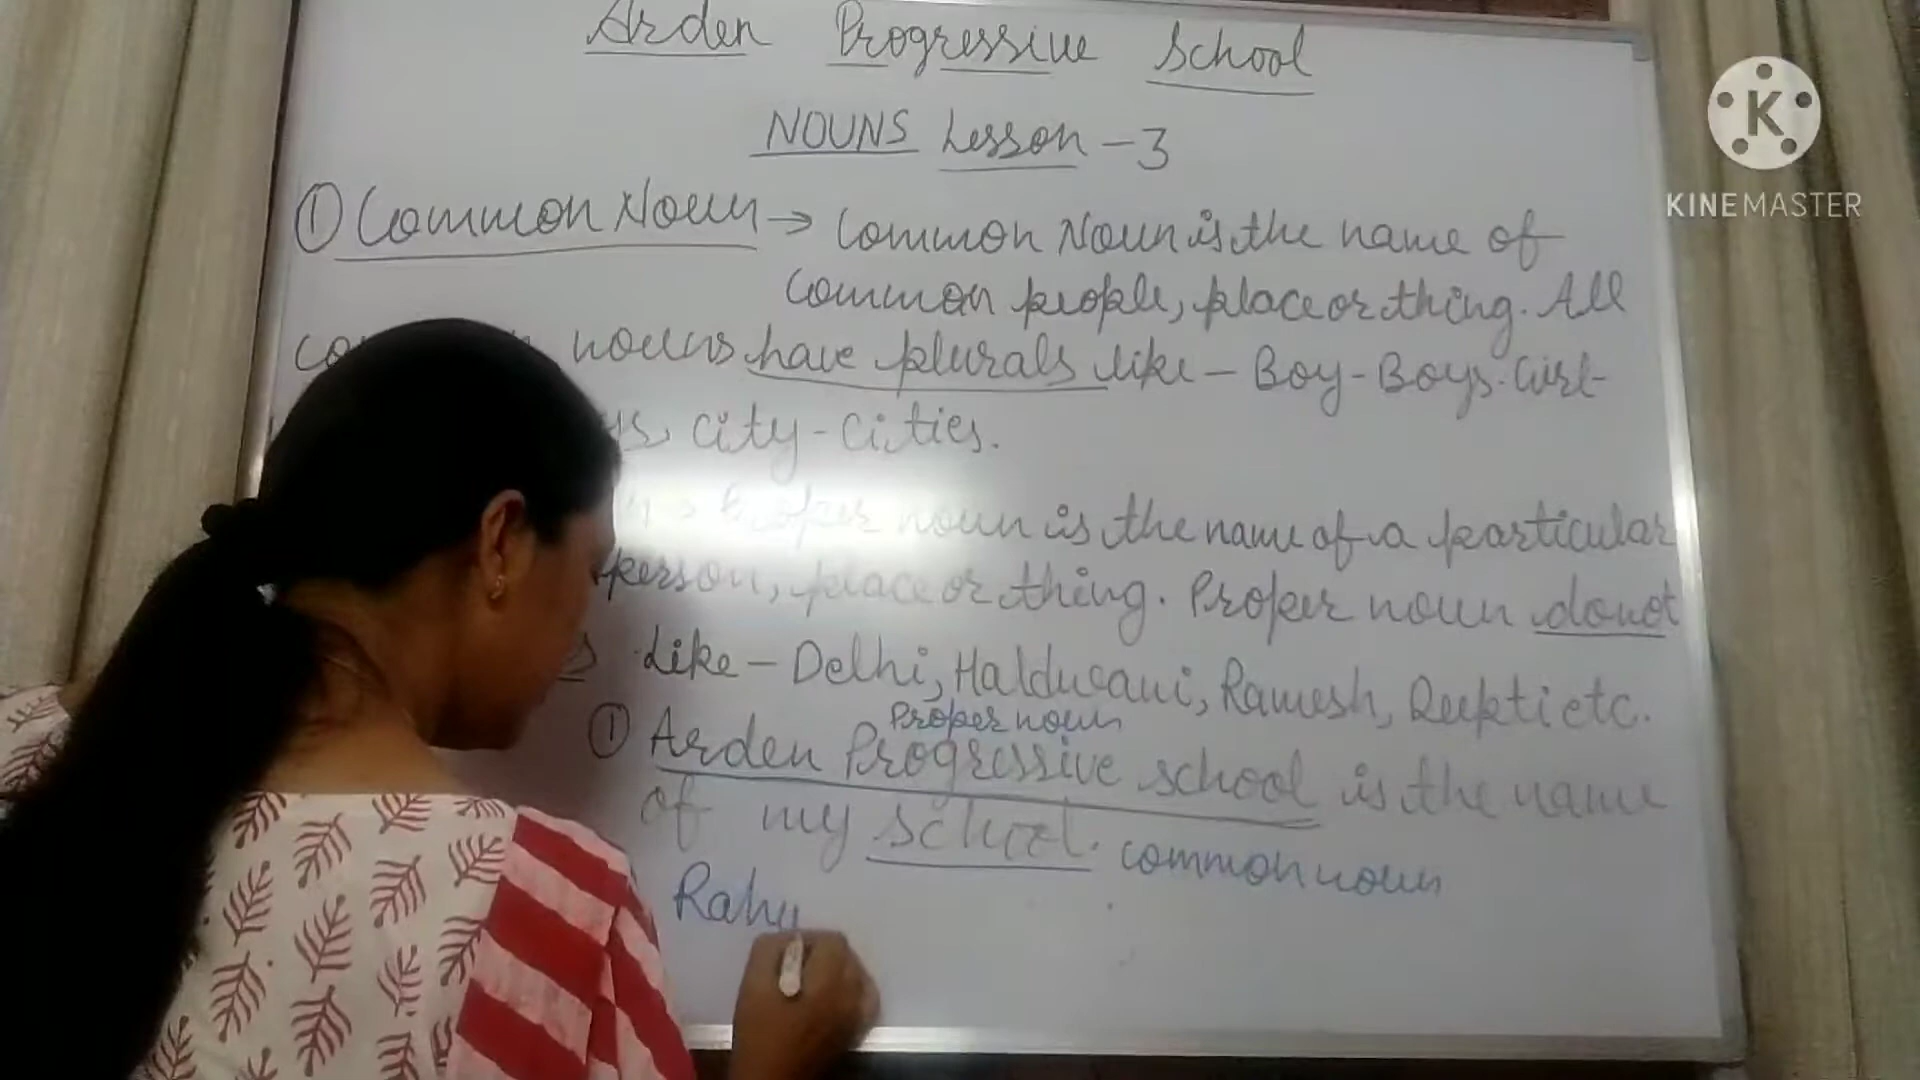 Arden Progressive School
NOUNS Lesson-3
① Common Noun → Common Noun is the name of
Common people, place or thing. All
nouns have plurals like - Boy-Boys. Girl-
City-Cities.
Proper noun is the name of a particular
person, place or thing. Proper noun donot
Like - Delhi, Haldwani, Ramesh, Deepti etc.
Proper noun
① Arden Progressive school is the name
of my school. common noun
Rahu
K
KINEMASTER